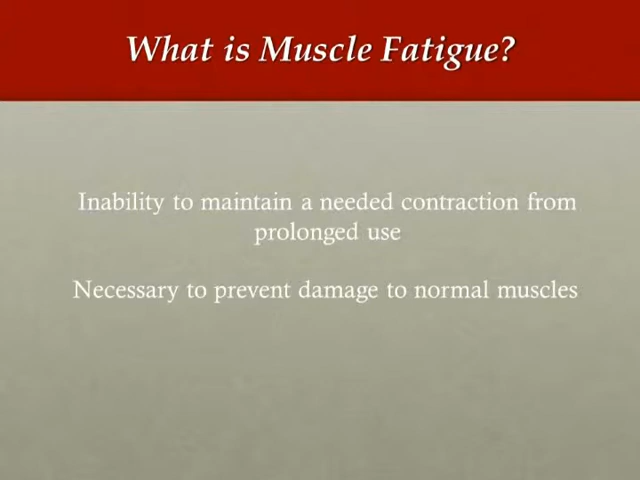 What is Muscle Fatigue?
Inability to maintain a needed contraction from
prolonged use
Necessary to prevent damage to normal muscles